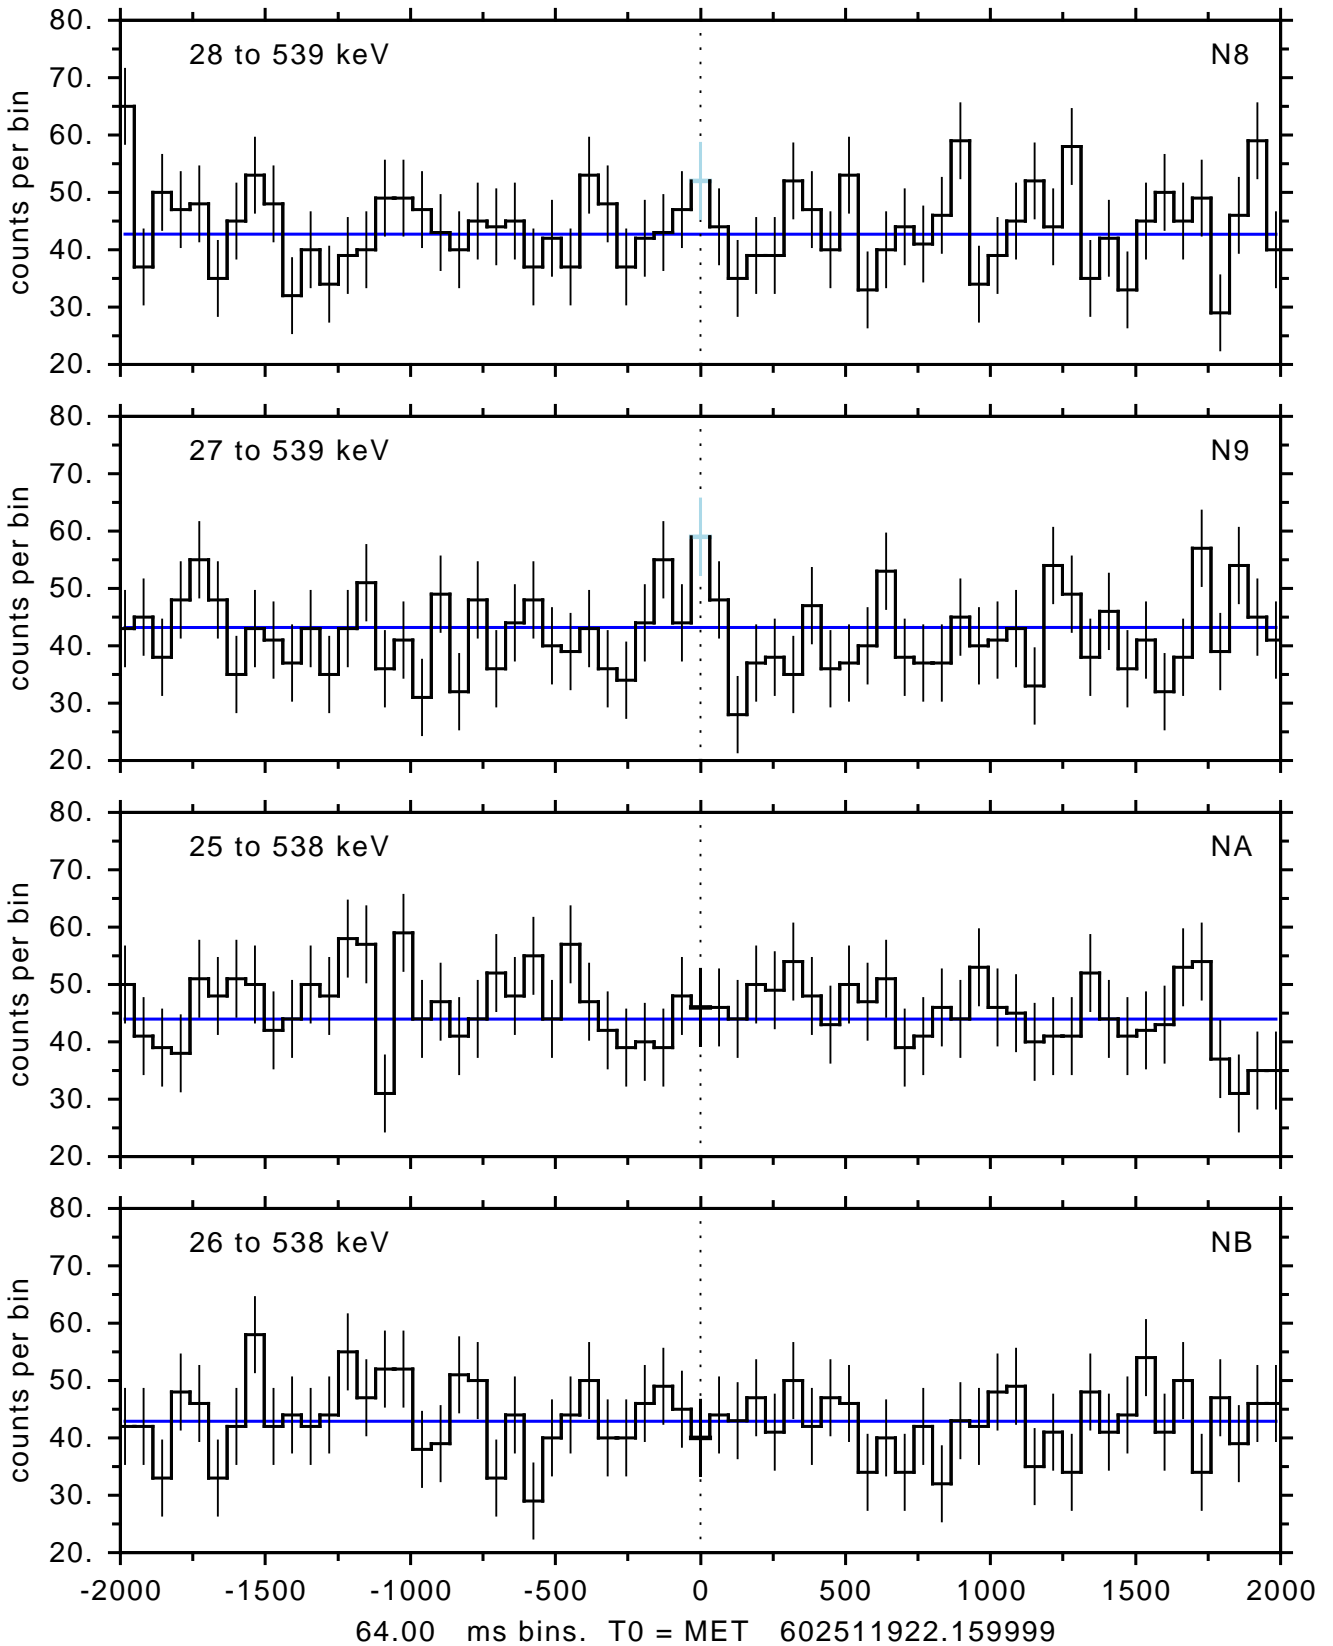 80.
28 to 539 keV N8
70.
60.
50.
40.
30.
20.
counts per bin
80.
27 to 539 keV N9
70.
60.
50.
40.
30.
20.
counts per bin
80.
25 to 538 keV NA
70.
60.
50.
40.
30.
20.
counts per bin
80.
26 to 538 keV NB
70.
60.
50.
40.
30.
20.
counts per bin
-2000 -1500 -1000 -500 0 500 1000 1500 2000
64.00 ms bins. T0 = MET 602511922.159999